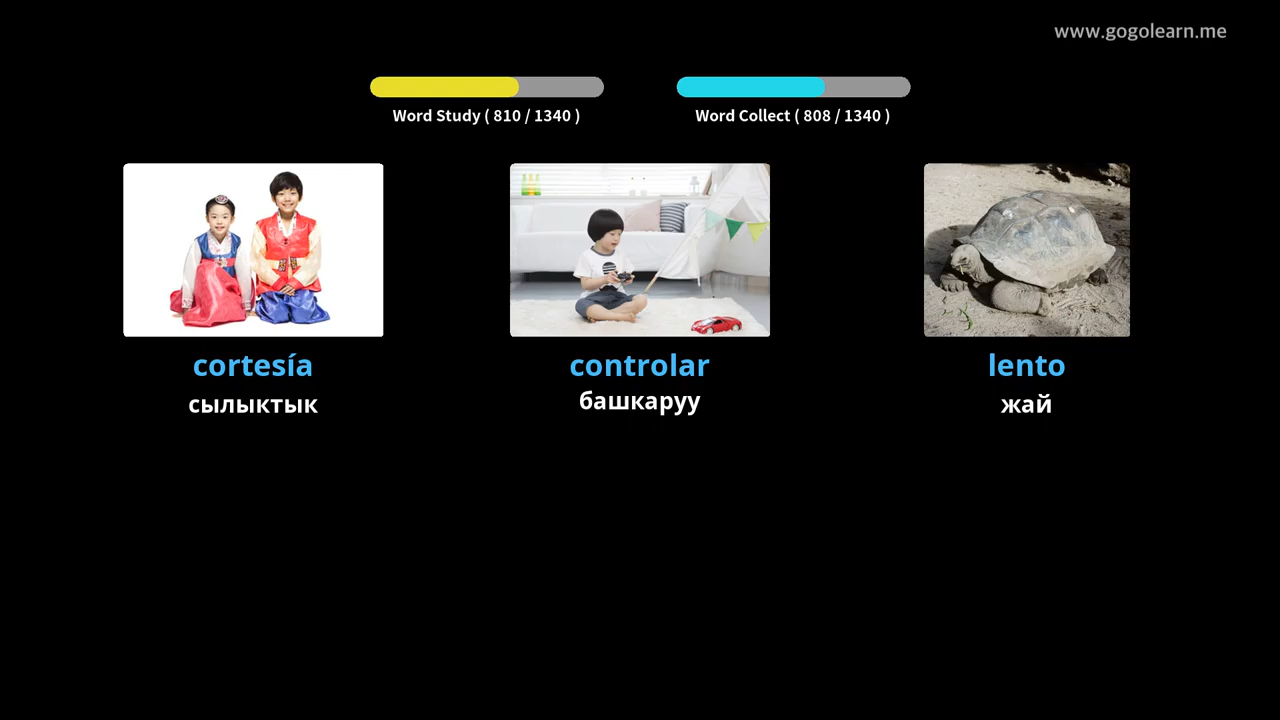 www.gogolearn.me
Word Study ( 810 / 1340 )
Word Collect ( 808 / 1340 )
cortesía
controlar
lento
сылыктык
башкаруу
жай